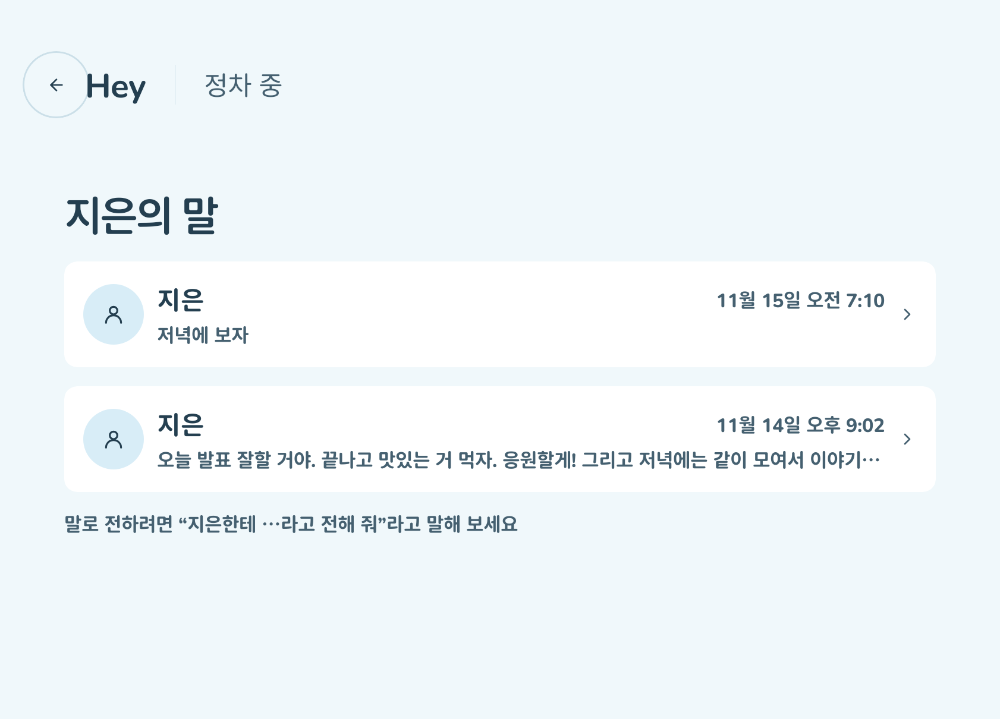 Hey
정차 중
지은의 말
지은
11월 15일 오전 7:10
저녁에 보자
지은
11월 14일 오후 9:02
오늘 발표 잘할 거야. 끝나고 맛있는 거 먹자. 응원할게! 그리고 저녁에는 같이 모여서 이야기…
말로 전하려면 “지은한테 …라고 전해 줘”라고 말해 보세요